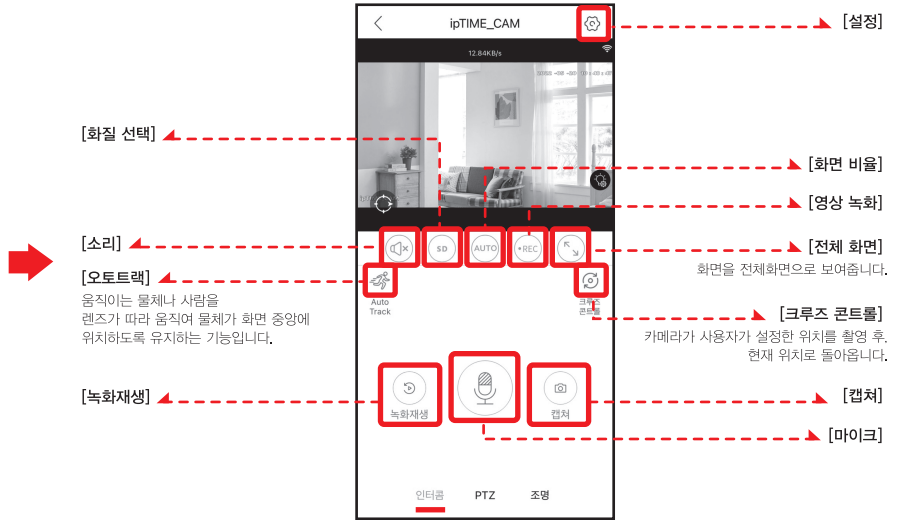 ipTIME_CAM
[설정]
12.84KB/s
[화질 선택]
[화면 비율]
[영상 녹화]
[소리]
SD
AUTO
•REC
[전체 화면]
화면을 전체화면으로 보여줍니다.
[오토트랙]
움직이는 물체나 사람을
렌즈가 따라 움직여 물체가 화면 중앙에
위치하도록 유지하는 기능입니다.
Auto
Track
크루즈
콘트롤
[크루즈 콘트롤]
카메라가 사용자가 설정한 위치를 촬영 후,
현재 위치로 돌아옵니다.
[녹화재생]
녹화재생
캡쳐
[캡처]
[마이크]
인터콤
PTZ
조명